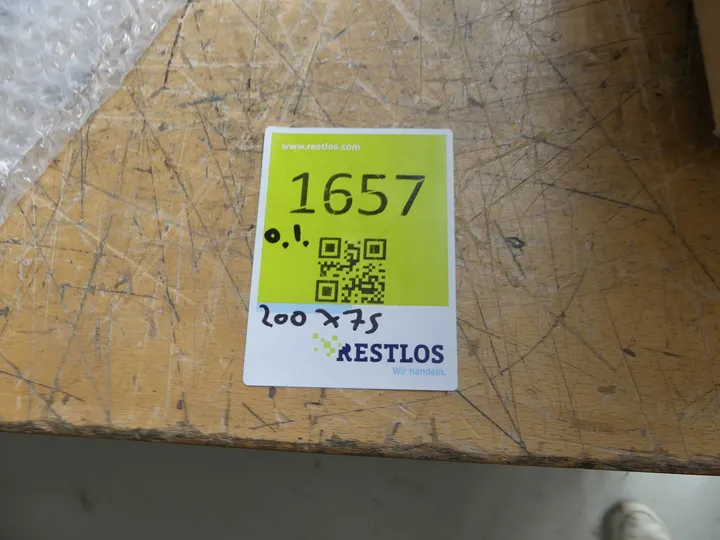 www.restlos.com
1657
o.I.
200 x 75
RESTLOS
Wir handeln.